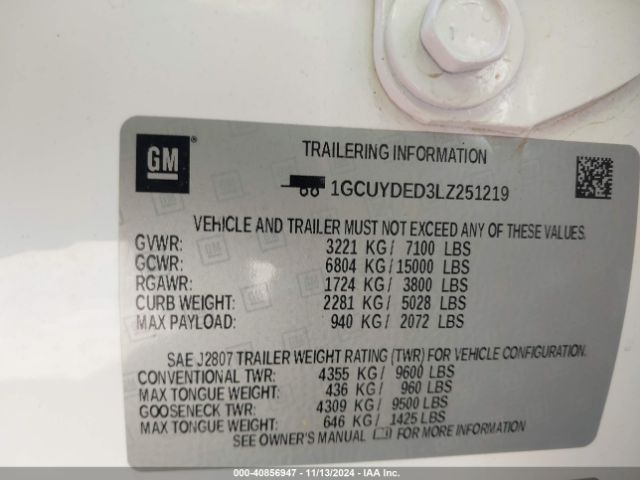 GM
TRAILERING INFORMATION
1GCUYDED3LZ251219
VEHICLE AND TRAILER MUST NOT EXCEED ANY OF THESE VALUES.
GVWR: 3221 KG / 7100 LBS
GCWR: 6804 KG / 15000 LBS
RGAWR: 1724 KG / 3800 LBS
CURB WEIGHT: 2281 KG / 5028 LBS
MAX PAYLOAD: 940 KG / 2072 LBS
SAE J2807 TRAILER WEIGHT RATING (TWR) FOR VEHICLE CONFIGURATION.
CONVENTIONAL TWR: 4355 KG / 9600 LBS
MAX TONGUE WEIGHT: 436 KG / 960 LBS
GOOSENECK TWR: 4309 KG / 9500 LBS
MAX TONGUE WEIGHT: 646 KG / 1425 LBS
SEE OWNER'S MANUAL FOR MORE INFORMATION
000-40856947 - 11/13/2024 - IAA Inc.